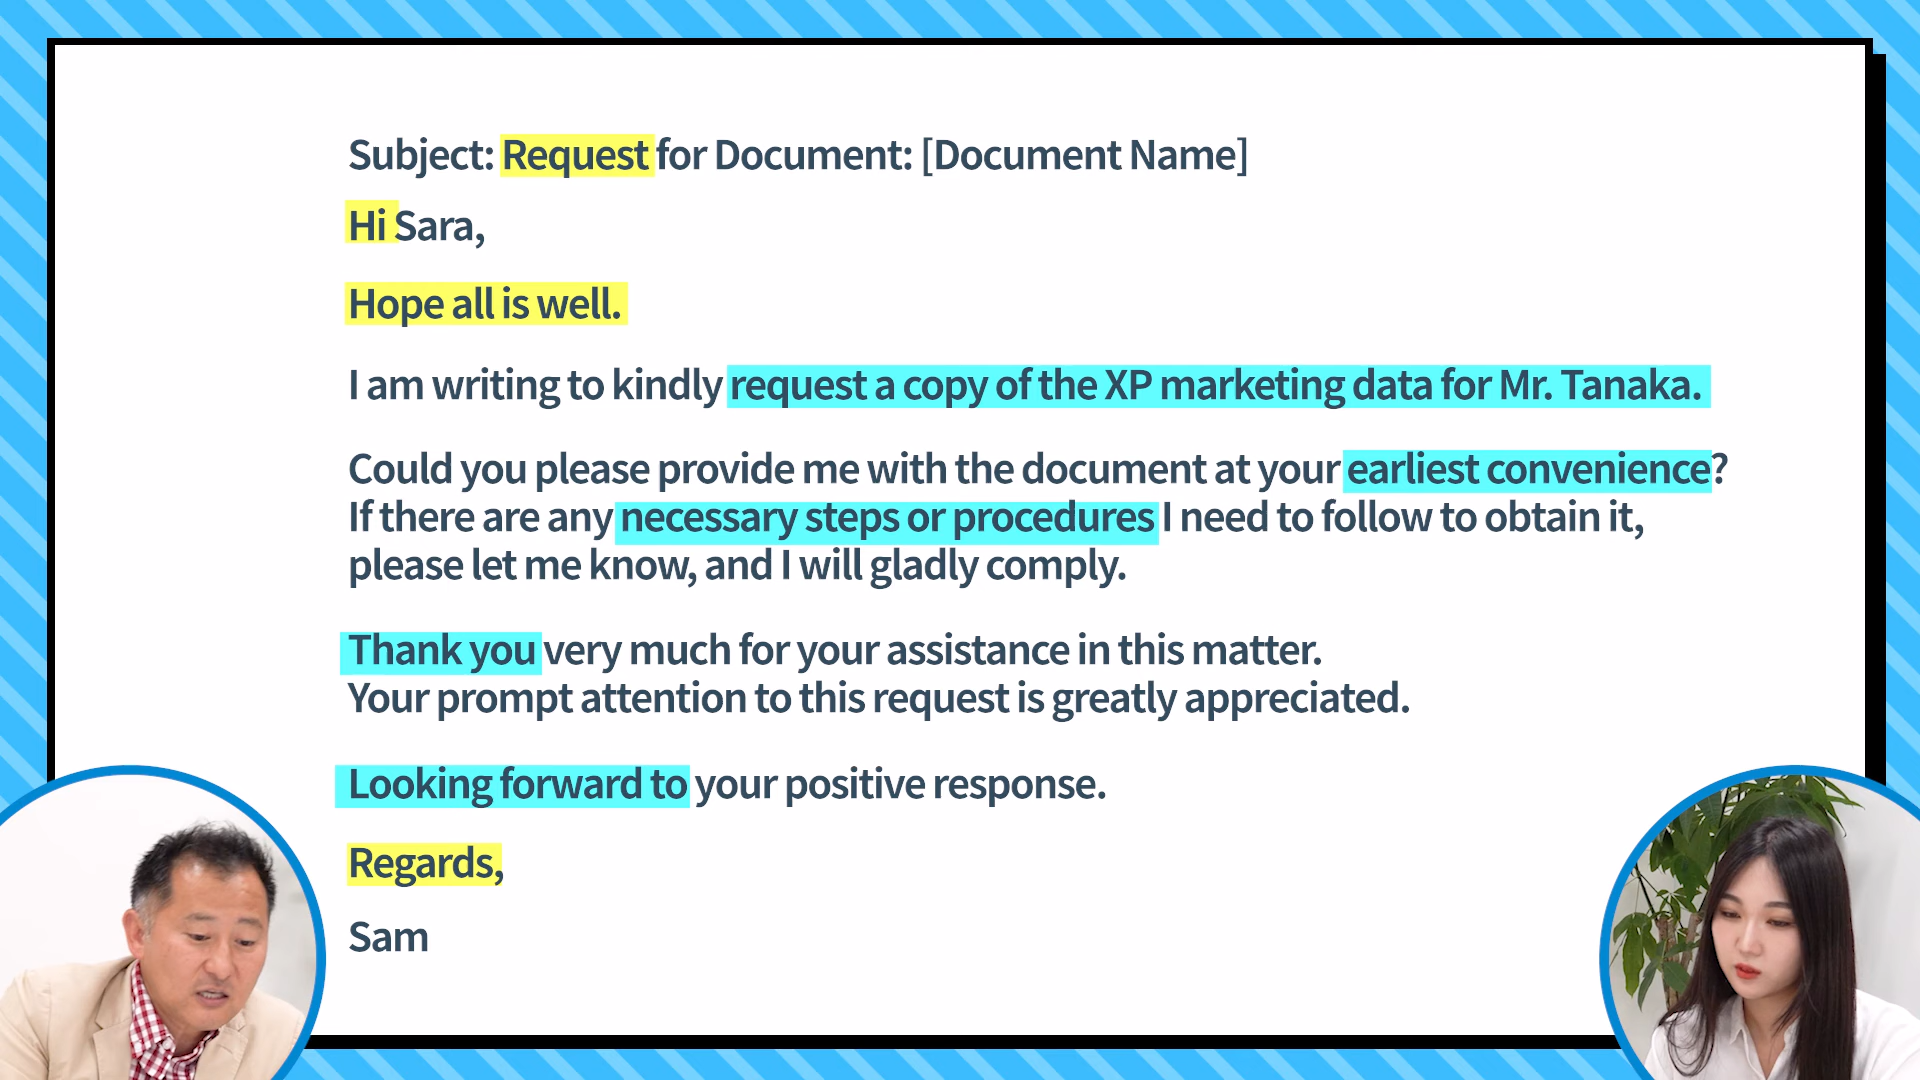 Subject: Request for Document: [Document Name]
Hi Sara,
Hope all is well.
I am writing to kindly request a copy of the XP marketing data for Mr. Tanaka.
Could you please provide me with the document at your earliest convenience?
If there are any necessary steps or procedures I need to follow to obtain it,
please let me know, and I will gladly comply.
Thank you very much for your assistance in this matter.
Your prompt attention to this request is greatly appreciated.
Looking forward to your positive response.
Regards,
Sam